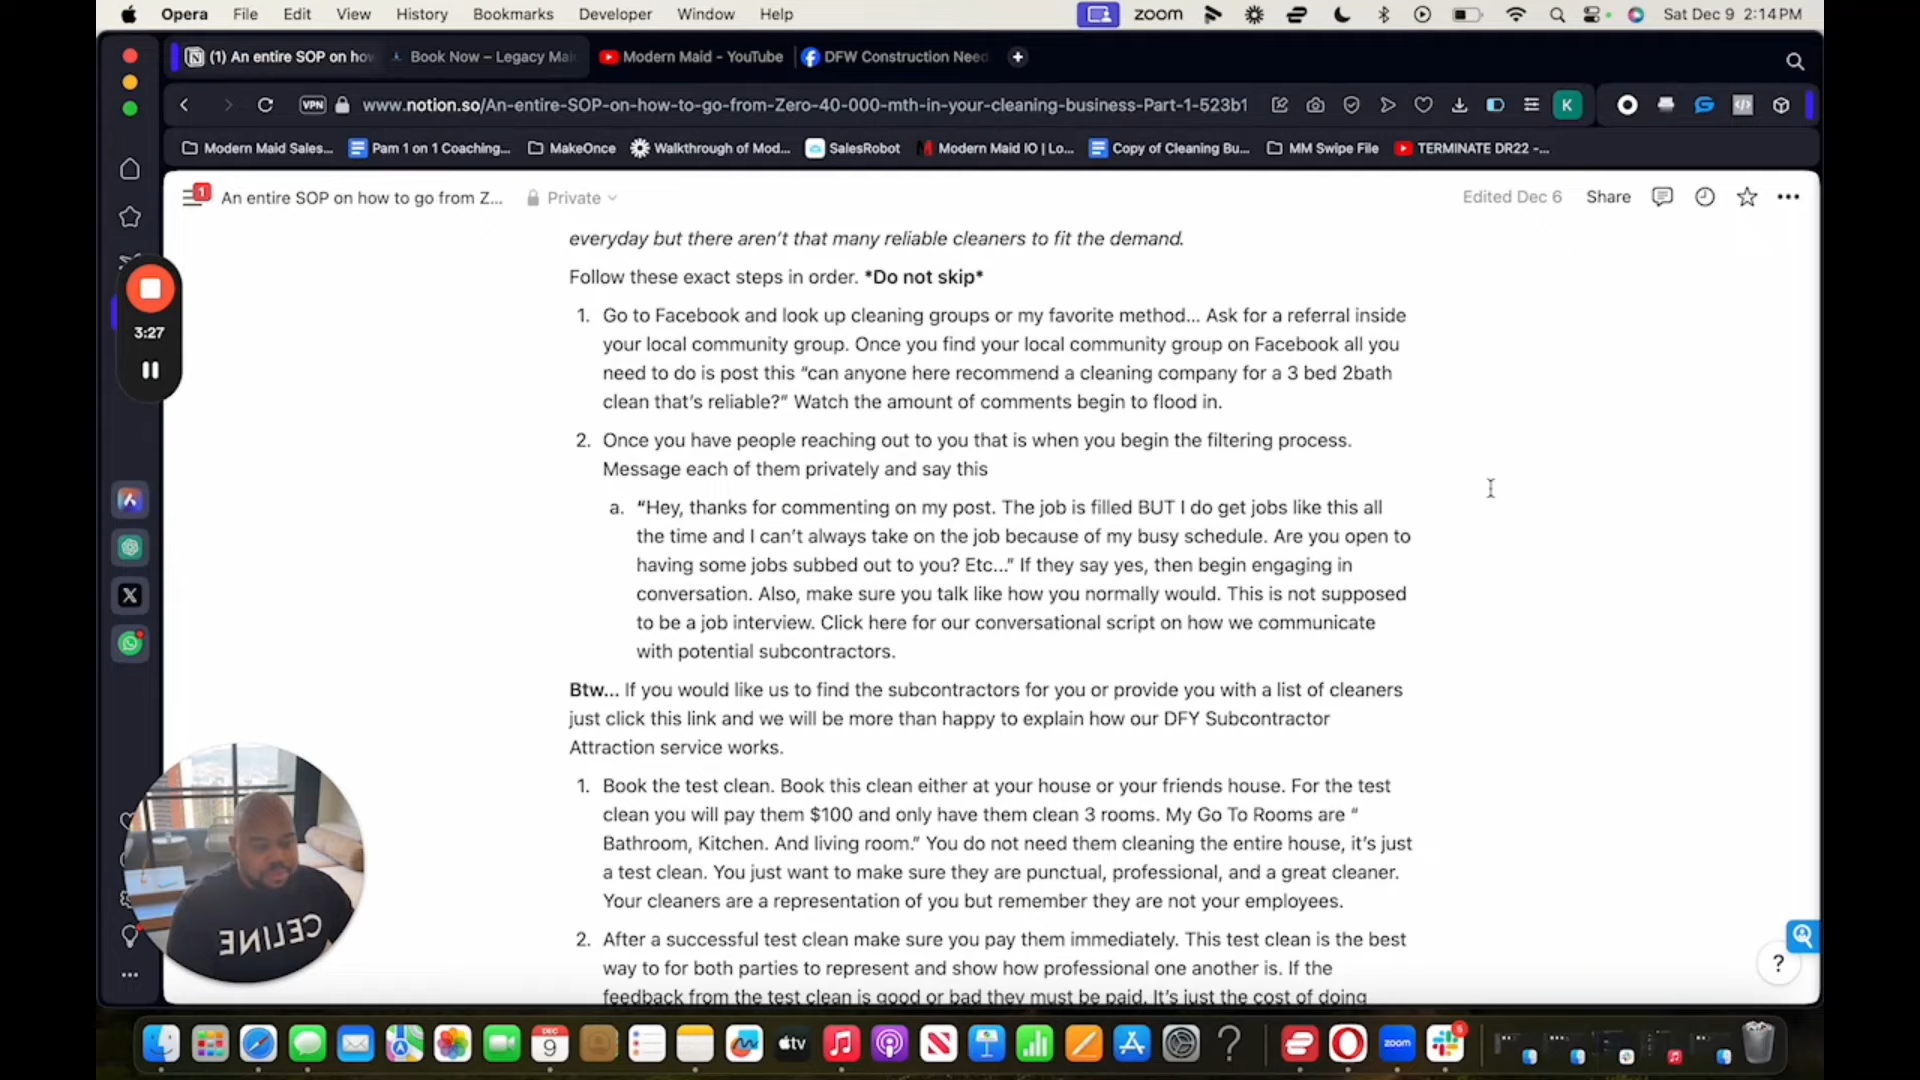 Opera File Edit View History Bookmarks Developer Window Help zoom Sat Dec 9 2:14PM
(1) An entire SOP on how Book Now – Legacy Mai Modern Maid - YouTube DFW Construction Need
VPN www.notion.so/An-entire-SOP-on-how-to-go-from-Zero-40-000-mth-in-your-cleaning-business-Part-1-523b1 K
Modern Maid Sales... Pam 1 on 1 Coaching... MakeOnce Walkthrough of Mod... SalesRobot Modern Maid IO | Lo... Copy of Cleaning Bu... MM Swipe File TERMINATE DR22 -...
1 An entire SOP on how to go from Z... Private Edited Dec 6 Share
everyday but there aren't that many reliable cleaners to fit the demand.
Follow these exact steps in order. *Do not skip*
1. Go to Facebook and look up cleaning groups or my favorite method... Ask for a referral inside
your local community group. Once you find your local community group on Facebook all you
need to do is post this “can anyone here recommend a cleaning company for a 3 bed 2bath
clean that's reliable?” Watch the amount of comments begin to flood in.
2. Once you have people reaching out to you that is when you begin the filtering process.
Message each of them privately and say this
a. “Hey, thanks for commenting on my post. The job is filled BUT I do get jobs like this all
the time and I can't always take on the job because of my busy schedule. Are you open to
having some jobs subbed out to you? Etc...” If they say yes, then begin engaging in
conversation. Also, make sure you talk like how you normally would. This is not supposed
to be a job interview. Click here for our conversational script on how we communicate
with potential subcontractors.
Btw... If you would like us to find the subcontractors for you or provide you with a list of cleaners
just click this link and we will be more than happy to explain how our DFY Subcontractor
Attraction service works.
1. Book the test clean. Book this clean either at your house or your friends house. For the test
clean you will pay them $100 and only have them clean 3 rooms. My Go To Rooms are “
Bathroom, Kitchen. And living room.” You do not need them cleaning the entire house, it's just
a test clean. You just want to make sure they are punctual, professional, and a great cleaner.
Your cleaners are a representation of you but remember they are not your employees.
2. After a successful test clean make sure you pay them immediately. This test clean is the best
way to for both parties to represent and show how professional one another is. If the
feedback from the test clean is good or bad they must be paid. It's just the cost of doing
3:27
CELINE
?
DEC
9
tv
zoom
5